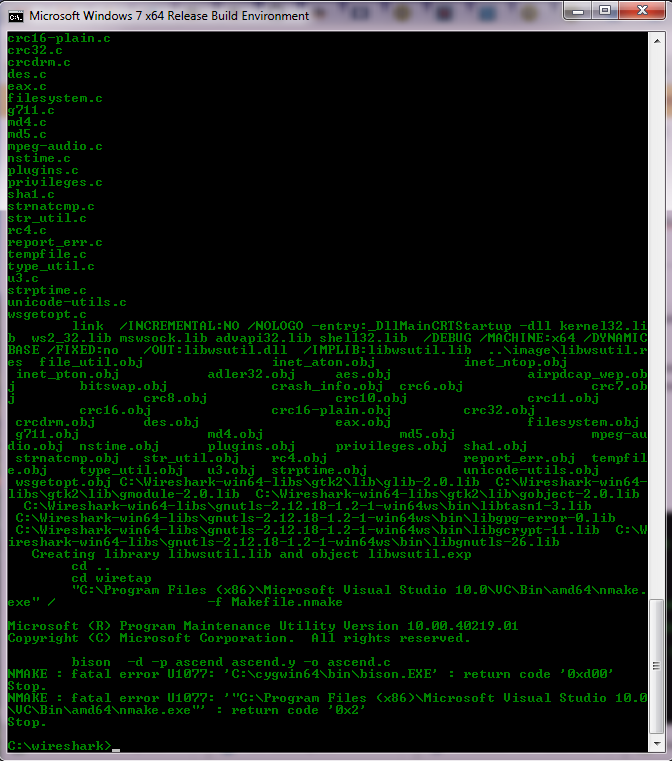 Microsoft Windows 7 x64 Release Build Environment
crc16-plain.c
crc32.c
crcdrm.c
des.c
eax.c
filesystem.c
g711.c
md4.c
md5.c
mpeg-audio.c
nstime.c
plugins.c
privileges.c
sha1.c
strnatcmp.c
str_util.c
rc4.c
report_err.c
tempfile.c
type_util.c
u3.c
strptime.c
unicode-utils.c
wsgetopt.c
link /INCREMENTAL:NO /NOLOGO -entry:_DllMainCRTStartup -dll kernel32.li
b ws2_32.lib mswsock.lib advapi32.lib shell32.lib /DEBUG /MACHINE:x64 /DYNAMIC
BASE /FIXED:no /OUT:libwsutil.dll /IMPLIB:libwsutil.lib ..\image\libwsutil.r
es file_util.obj inet_aton.obj inet_ntop.obj
inet_pton.obj adler32.obj aes.obj airpdcap_wep.ob
j bitswap.obj crash_info.obj crc6.obj crc7.ob
j crc8.obj crc10.obj crc11.obj
crc16.obj crc16-plain.obj crc32.obj
crcdrm.obj des.obj eax.obj filesystem.obj
g711.obj md4.obj md5.obj mpeg-au
dio.obj nstime.obj plugins.obj privileges.obj sha1.obj
strnatcmp.obj str_util.obj rc4.obj report_err.obj tempfil
e.obj type_util.obj u3.obj strptime.obj unicode-utils.obj
wsgetopt.obj C:\Wireshark-win64-libs\gtk2\lib\glib-2.0.lib C:\Wireshark-win64-
libs\gtk2\lib\gmodule-2.0.lib C:\Wireshark-win64-libs\gtk2\lib\gobject-2.0.lib
C:\Wireshark-win64-libs\gnutls-2.12.18-1.2-1-win64ws\bin\libtasn1-3.lib
C:\Wireshark-win64-libs\gnutls-2.12.18-1.2-1-win64ws\bin\libgpg-error-0.lib
C:\Wireshark-win64-libs\gnutls-2.12.18-1.2-1-win64ws\bin\libgcrypt-11.lib C:\W
ireshark-win64-libs\gnutls-2.12.18-1.2-1-win64ws\bin\libgnutls-26.lib
Creating library libwsutil.lib and object libwsutil.exp
cd ..
cd wiretap
"C:\Program Files (x86)\Microsoft Visual Studio 10.0\VC\Bin\amd64\nmake.
exe" / -f Makefile.nmake
Microsoft (R) Program Maintenance Utility Version 10.00.40219.01
Copyright (C) Microsoft Corporation. All rights reserved.
bison -d -p ascend ascend.y -o ascend.c
NMAKE : fatal error U1077: 'C:\cygwin64\bin\bison.EXE' : return code '0xd00'
Stop.
NMAKE : fatal error U1077: '"C:\Program Files (x86)\Microsoft Visual Studio 10.0
\VC\Bin\amd64\nmake.exe"' : return code '0x2'
Stop.
C:\wireshark>